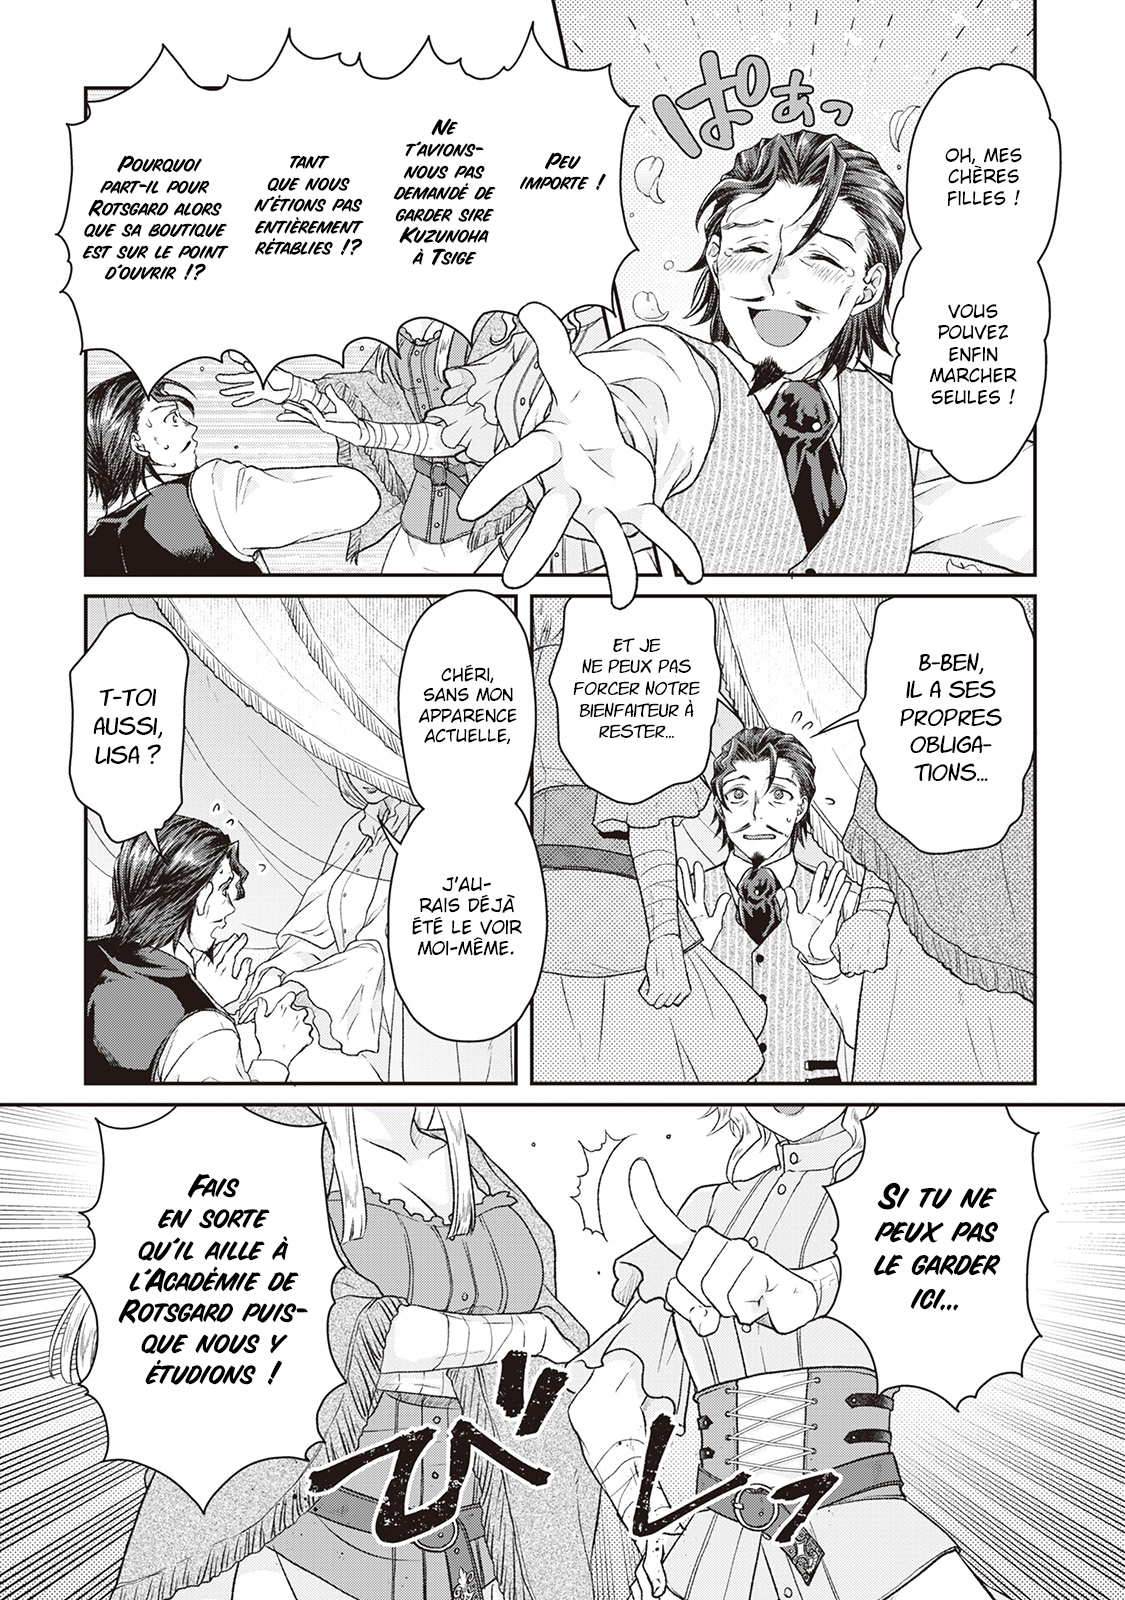 ぱぁっ
OH, MES
CHÈRES
FILLES !
VOUS
POUVEZ
ENFIN
MARCHER
SEULES !
PEU
IMPORTE !
NE
T'AVIONS-
NOUS PAS
DEMANDÉ DE
GARDER SIRE
KUZUNOHA
À TSIGE
TANT
QUE NOUS
N'ÉTIONS PAS
ENTIÈREMENT
RÉTABLIES !?
POURQUOI
PART-IL POUR
ROTSGARD ALORS
QUE SA BOUTIQUE
EST SUR LE POINT
D'OUVRIR !?
B-BEN,
IL A SES
PROPRES
OBLIGA-
TIONS...
ET JE
NE PEUX PAS
FORCER NOTRE
BIENFAITEUR À
RESTER...
CHÉRI,
SANS MON
APPARENCE
ACTUELLE,
J'AU-
RAIS DÉJÀ
ÉTÉ LE VOIR
MOI-MÊME.
T-TOI
AUSSI,
LISA ?
SI TU NE
PEUX PAS
LE GARDER
ICI...
FAIS
EN SORTE
QU'IL AILLE À
L'ACADÉMIE DE
ROTSGARD PUIS-
QUE NOUS Y
ÉTUDIONS !
びしっ